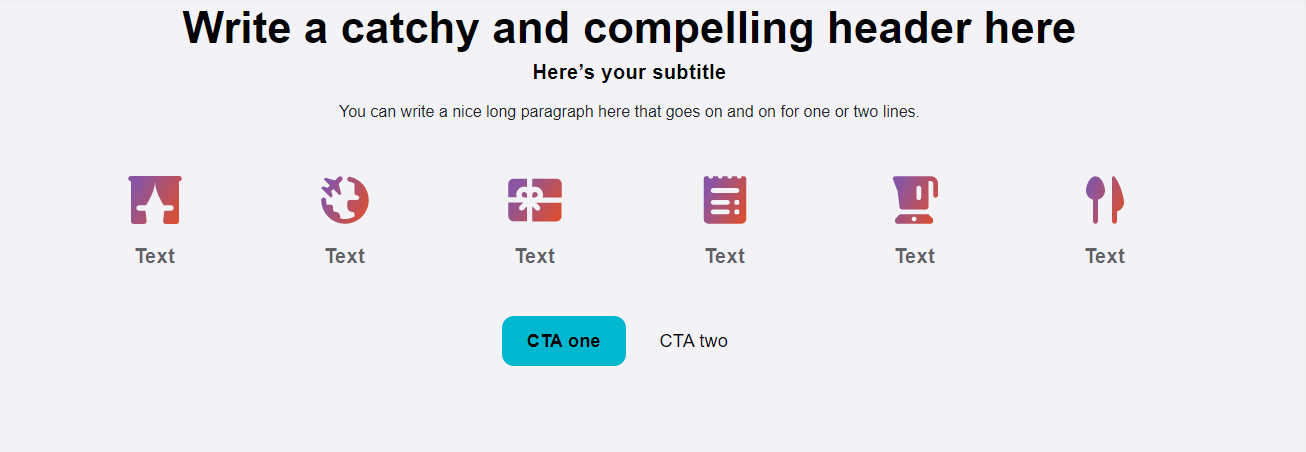 Write a catchy and compelling header here
Here’s your subtitle
You can write a nice long paragraph here that goes on and on for one or two lines.
Text Text Text Text Text Text
CTA one CTA two